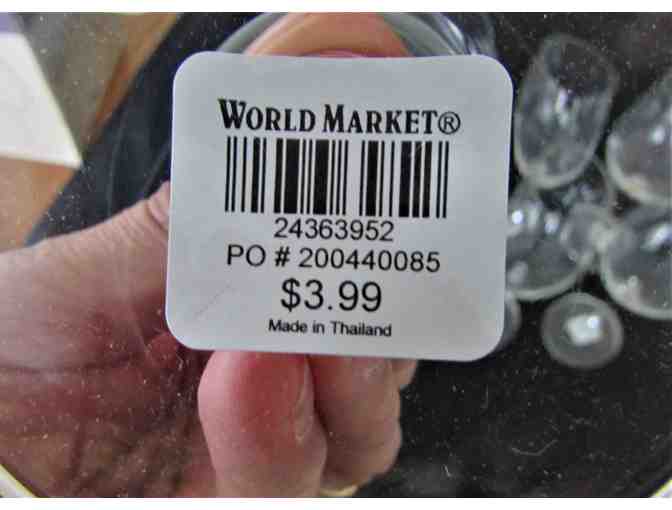 WORLD MARKET®
24363952
PO # 200440085
$3.99
Made in Thailand